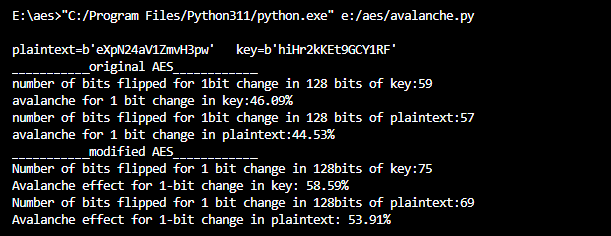 E:\aes>"C:/Program Files/Python311/python.exe" e:/aes/avalanche.py
plaintext=b'eXpN24aV1ZmvH3pw'   key=b'hiHr2kKEt9GCY1RF'
___________original AES____________
number of bits flipped for 1bit change in 128 bits of key:59
avalanche for 1 bit change in key:46.09%
number of bits flipped for 1bit change in 128 bits of plaintext:57
avalanche for 1 bit change in plaintext:44.53%
___________modified AES____________
Number of bits flipped for 1 bit change in 128bits of key:75
Avalanche effect for 1-bit change in key: 58.59%
Number of bits flipped for 1 bit change in 128bits of plaintext:69
Avalanche effect for 1-bit change in plaintext: 53.91%